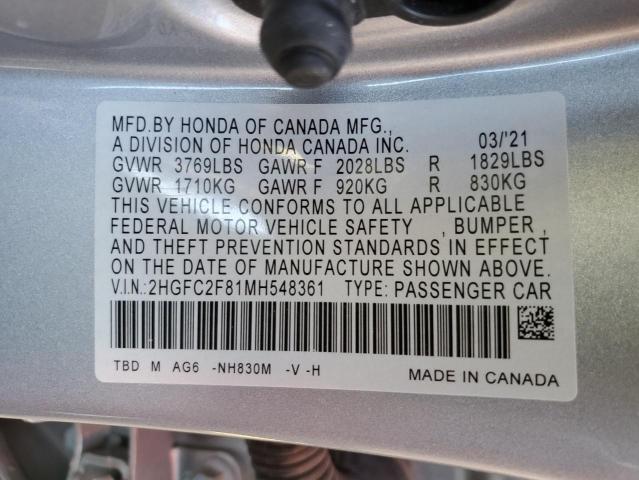 MFD.BY HONDA OF CANADA MFG.,
A DIVISION OF HONDA CANADA INC. 03/'21
GVWR 3769LBS GAWR F 2028LBS R 1829LBS
GVWR 1710KG GAWR F 920KG R 830KG
THIS VEHICLE CONFORMS TO ALL APPLICABLE
FEDERAL MOTOR VEHICLE SAFETY , BUMPER ,
AND THEFT PREVENTION STANDARDS IN EFFECT
ON THE DATE OF MANUFACTURE SHOWN ABOVE.
V.I.N.:2HGFC2F81MH548361 TYPE: PASSENGER CAR
TBD M AG6 -NH830M -V -H
MADE IN CANADA